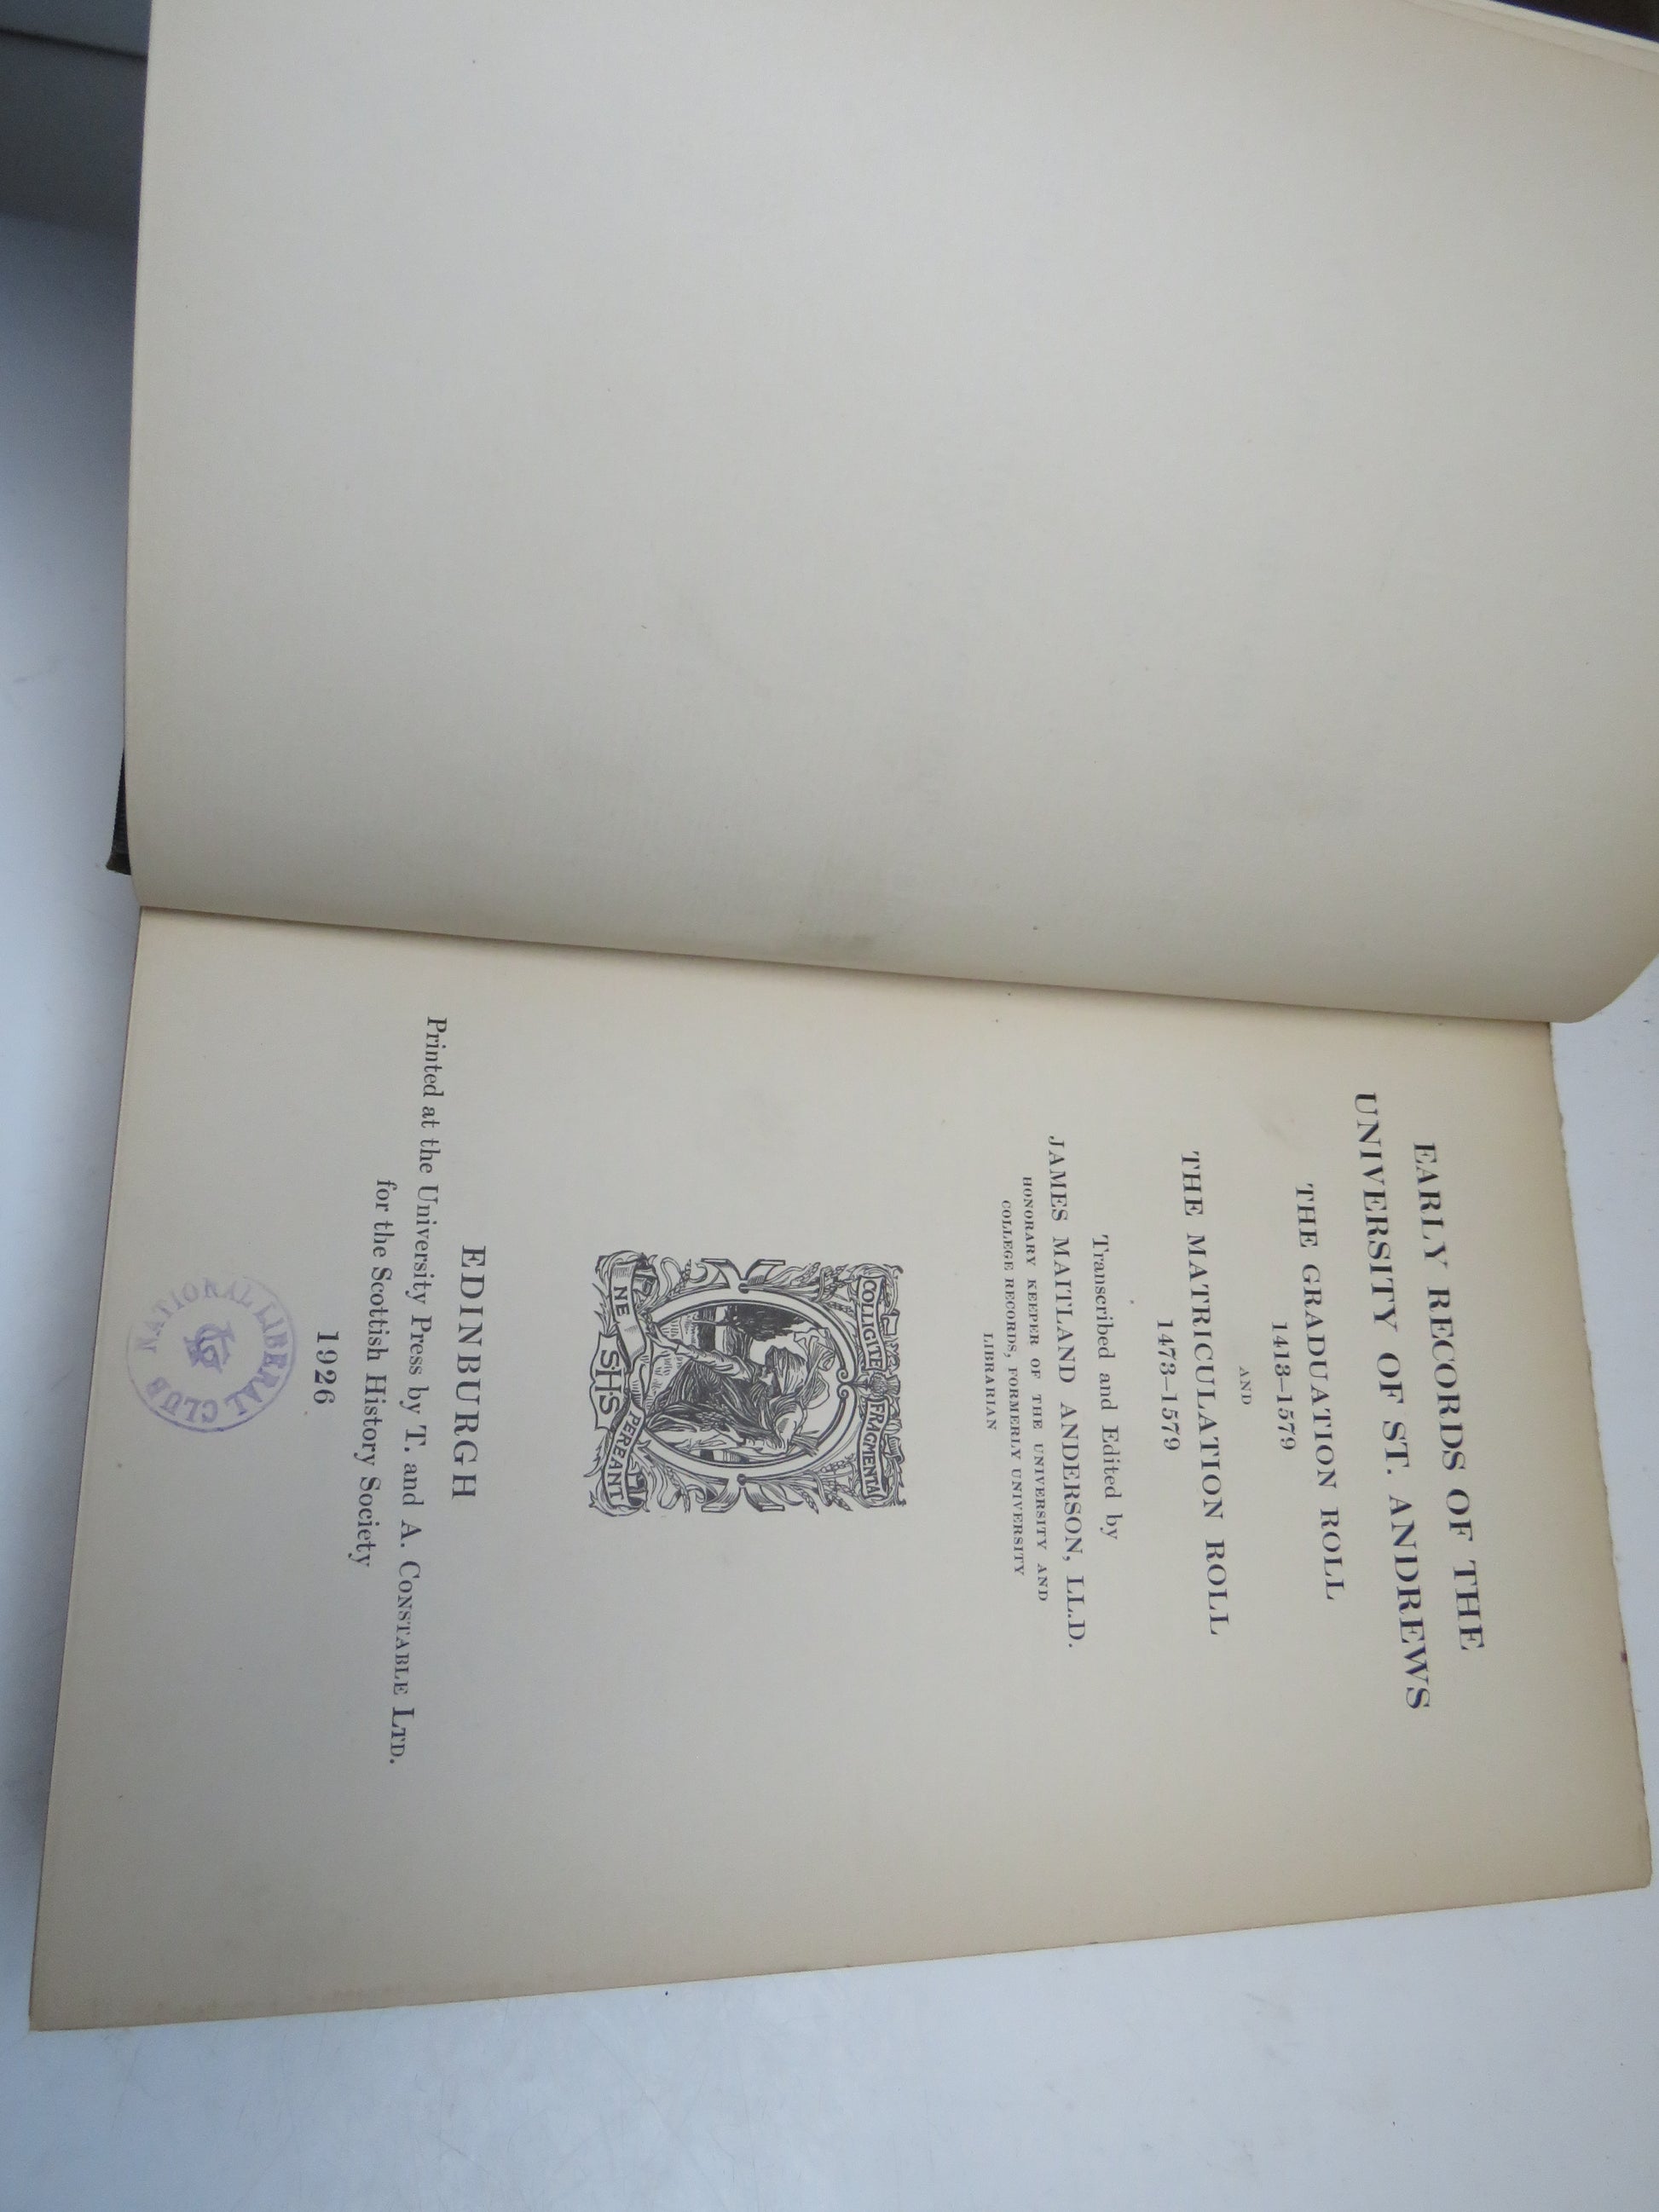 EARLY RECORDS OF THE
UNIVERSITY OF ST. ANDREWS
THE GRADUATION ROLL
1413–1579
AND
THE MATRICULATION ROLL
1473–1579
Transcribed and Edited by
JAMES MAITLAND ANDERSON, LL.D.
HONORARY KEEPER OF THE UNIVERSITY AND
COLLEGE RECORDS, FORMERLY UNIVERSITY
LIBRARIAN
COLLIGITE FRAGMENTA
NE PEREANT
SHS
EDINBURGH
Printed at the University Press by T. and A. CONSTABLE LTD.
for the Scottish History Society
1926
NATIONAL LIBERAL CLUB